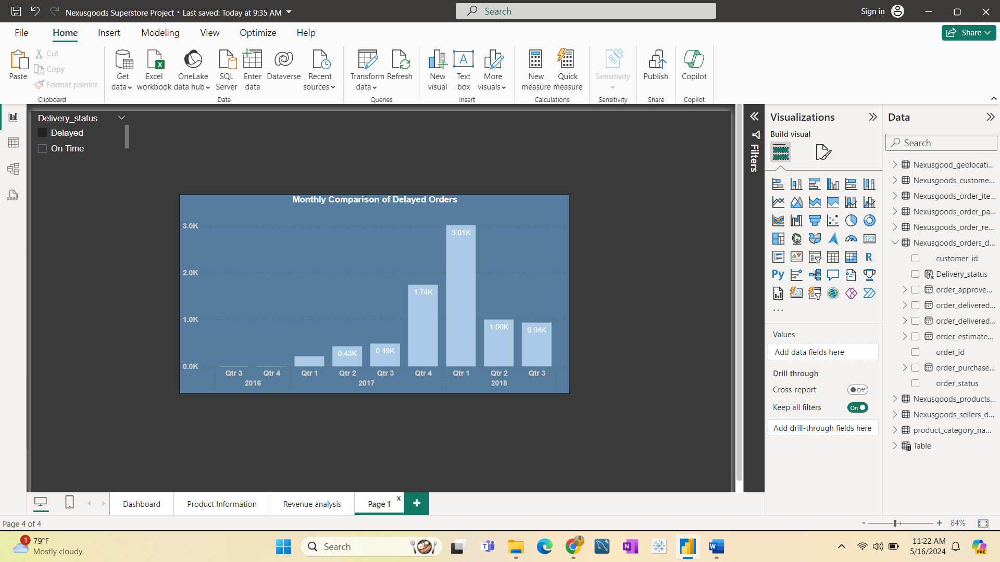 Nexusgoods Superstore Project • Last saved: Today at 9:35 AM
Search
Sign in
File
Home
Insert
Modeling
View
Optimize
Help
Share
Paste
Cut
Copy
Format painter
Clipboard
Get data
Excel workbook
OneLake data hub
SQL Server
Enter data
Dataverse
Recent sources
Data
Transform data
Refresh
Queries
New visual
Text box
More visuals
Insert
New measure
Quick measure
Calculations
Sensitivity
Sensitivity
Publish
Share
Copilot
Copilot
Delivery_status
Delayed
On Time
Monthly Comparison of Delayed Orders
3.0K
2.0K
1.0K
0.0K
0.43K
0.49K
1.74K
3.01K
1.00K
0.94K
Qtr 3
Qtr 4
Qtr 1
Qtr 2
Qtr 3
Qtr 4
Qtr 1
Qtr 2
Qtr 3
2016
2017
2018
Filters
Visualizations
Build visual
123
R
Py
123
...
Values
Add data fields here
Drill through
Cross-report
Off
Keep all filters
On
Add drill-through fields here
Data
Search
Nexusgood_geolocati...
Nexusgoods_custome...
Nexusgoods_order_ite...
Nexusgoods_order_pa...
Nexusgoods_order_re...
Nexusgoods_orders_d...
customer_id
Delivery_status
order_approve...
order_delivered...
order_delivered...
order_estimate...
order_id
order_purchase...
order_status
Nexusgoods_products...
Nexusgoods_sellers_d...
product_category_na...
Table
DAX
Dashboard
Product Information
Revenue analysis
Page 1
x
+
Page 4 of 4
- + 84%
1
79°F
Mostly cloudy
Search
11:22 AM
5/16/2024
PRE